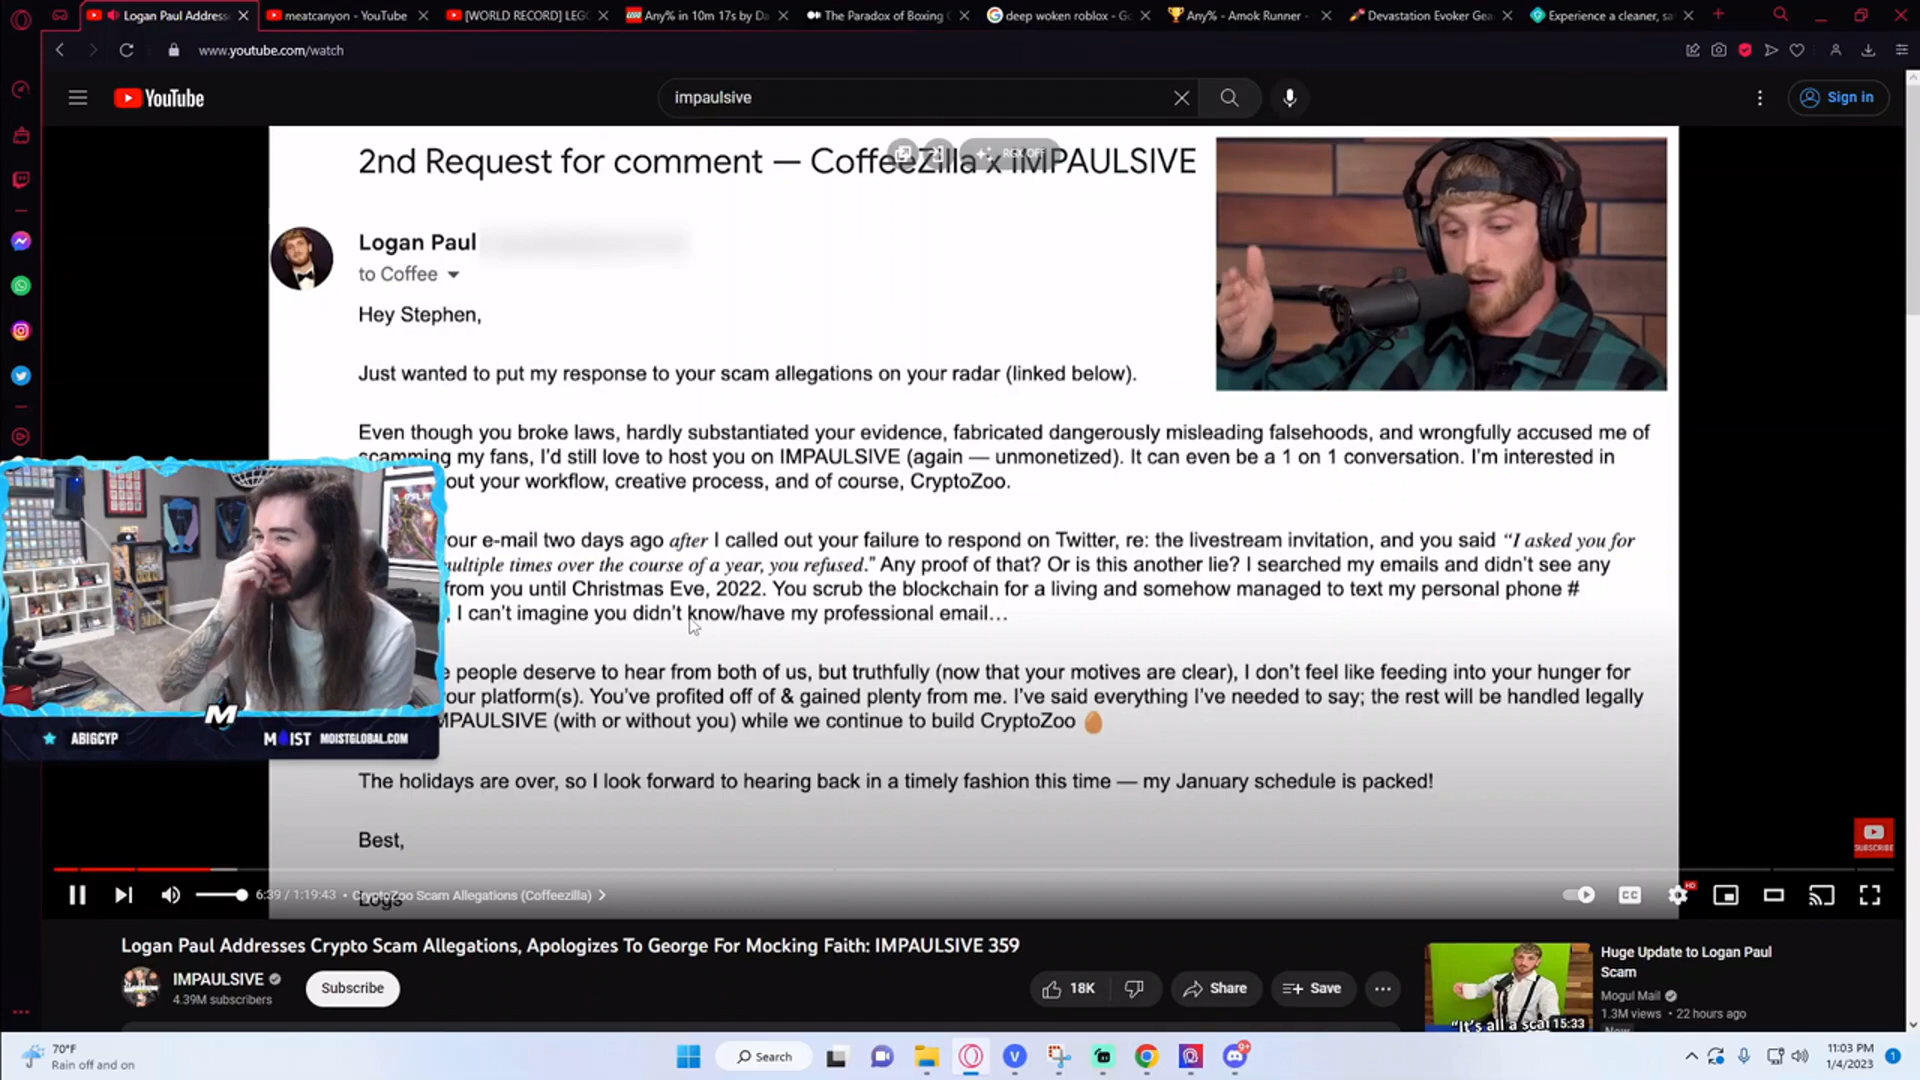 Logan Paul Addres
meatcanyon - YouTube
[WORLD RECORD] LEG
Any% in 10m 17s by Da
The Paradox of Boxing
deep woken roblox - Go
Any% - Amok Runner -
Devastation Evoker Gea
Experience a cleaner, sa
www.youtube.com/watch
YouTube
impaulsive
Sign in
2nd Request for comment — CoffeeZilla x IMPAULSIVE
RGX OFF
Logan Paul
to Coffee
Hey Stephen,
Just wanted to put my response to your scam allegations on your radar (linked below).
Even though you broke laws, hardly substantiated your evidence, fabricated dangerously misleading falsehoods, and wrongfully accused me of
scamming my fans, I'd still love to host you on IMPAULSIVE (again — unmonetized). It can even be a 1 on 1 conversation. I'm interested in
out your workflow, creative process, and of course, CryptoZoo.
our e-mail two days ago after I called out your failure to respond on Twitter, re: the livestream invitation, and you said “I asked you for
ultiple times over the course of a year, you refused.” Any proof of that? Or is this another lie? I searched my emails and didn't see any
from you until Christmas Eve, 2022. You scrub the blockchain for a living and somehow managed to text my personal phone #
, I can't imagine you didn't know/have my professional email…
e people deserve to hear from both of us, but truthfully (now that your motives are clear), I don't feel like feeding into your hunger for
our platform(s). You've profited off of & gained plenty from me. I've said everything I've needed to say; the rest will be handled legally
MPAULSIVE (with or without you) while we continue to build CryptoZoo 🥚
The holidays are over, so I look forward to hearing back in a timely fashion this time — my January schedule is packed!
Best,
Logs
M
ABIGCYP
MOIST MOISTGLOBAL.COM
SUBSCRIBE
6:39 / 1:19:43 • CryptoZoo Scam Allegations (Coffeezilla) >
CC
HD
Logan Paul Addresses Crypto Scam Allegations, Apologizes To George For Mocking Faith: IMPAULSIVE 359
IMPAULSIVE
4.39M subscribers
Subscribe
18K
Share
Save
"It's all a sca
15:33
Huge Update to Logan Paul
Scam
Mogul Mail
1.3M views • 22 hours ago
New
70°F
Rain off and on
Search
9+
11:03 PM
1/4/2023
1